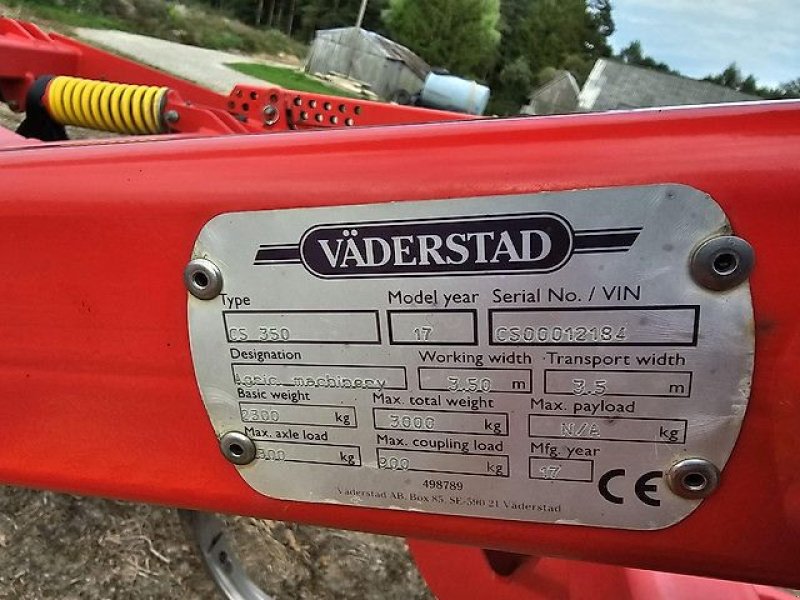 VÄDERSTAD
Type Model year Serial No. / VIN
CS 350 17 CS00012184
Designation Working width Transport width
Agric. machinery 3.50 m 3.5 m
Basic weight Max. total weight Max. payload
2300 kg 3000 kg N/A kg
Max. axle load Max. coupling load Mfg. year
kg 900 kg 17 CE
498789
Väderstad AB, Box 85, SE-590 21 Väderstad